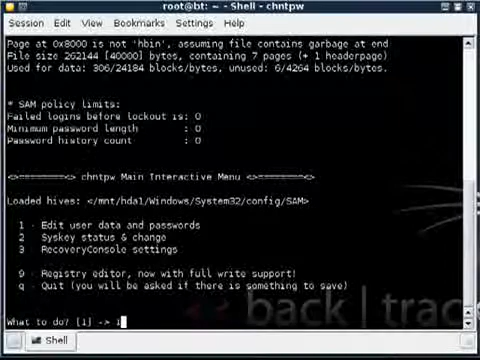 root@bt: ~ - Shell - chntpw
Session Edit View Bookmarks Settings Help
Page at 0x8000 is not 'hbin', assuming file contains garbage at end
File size 262144 [40000] bytes, containing 7 pages (+ 1 headerpage)
Used for data: 306/24184 blocks/bytes, unused: 6/4264 blocks/bytes.
* SAM policy limits:
Failed logins before lockout is: 0
Minimum password length : 0
Password history count : 0
<>========<> chntpw Main Interactive Menu <>========<>
Loaded hives: </mnt/hda1/Windows/System32/config/SAM>
1 - Edit user data and passwords
2 - Syskey status & change
3 - RecoveryConsole settings
9 - Registry editor, now with full write support!
q - Quit (you will be asked if there is something to save)
<< back | track
What to do? [1] -> 1
Shell